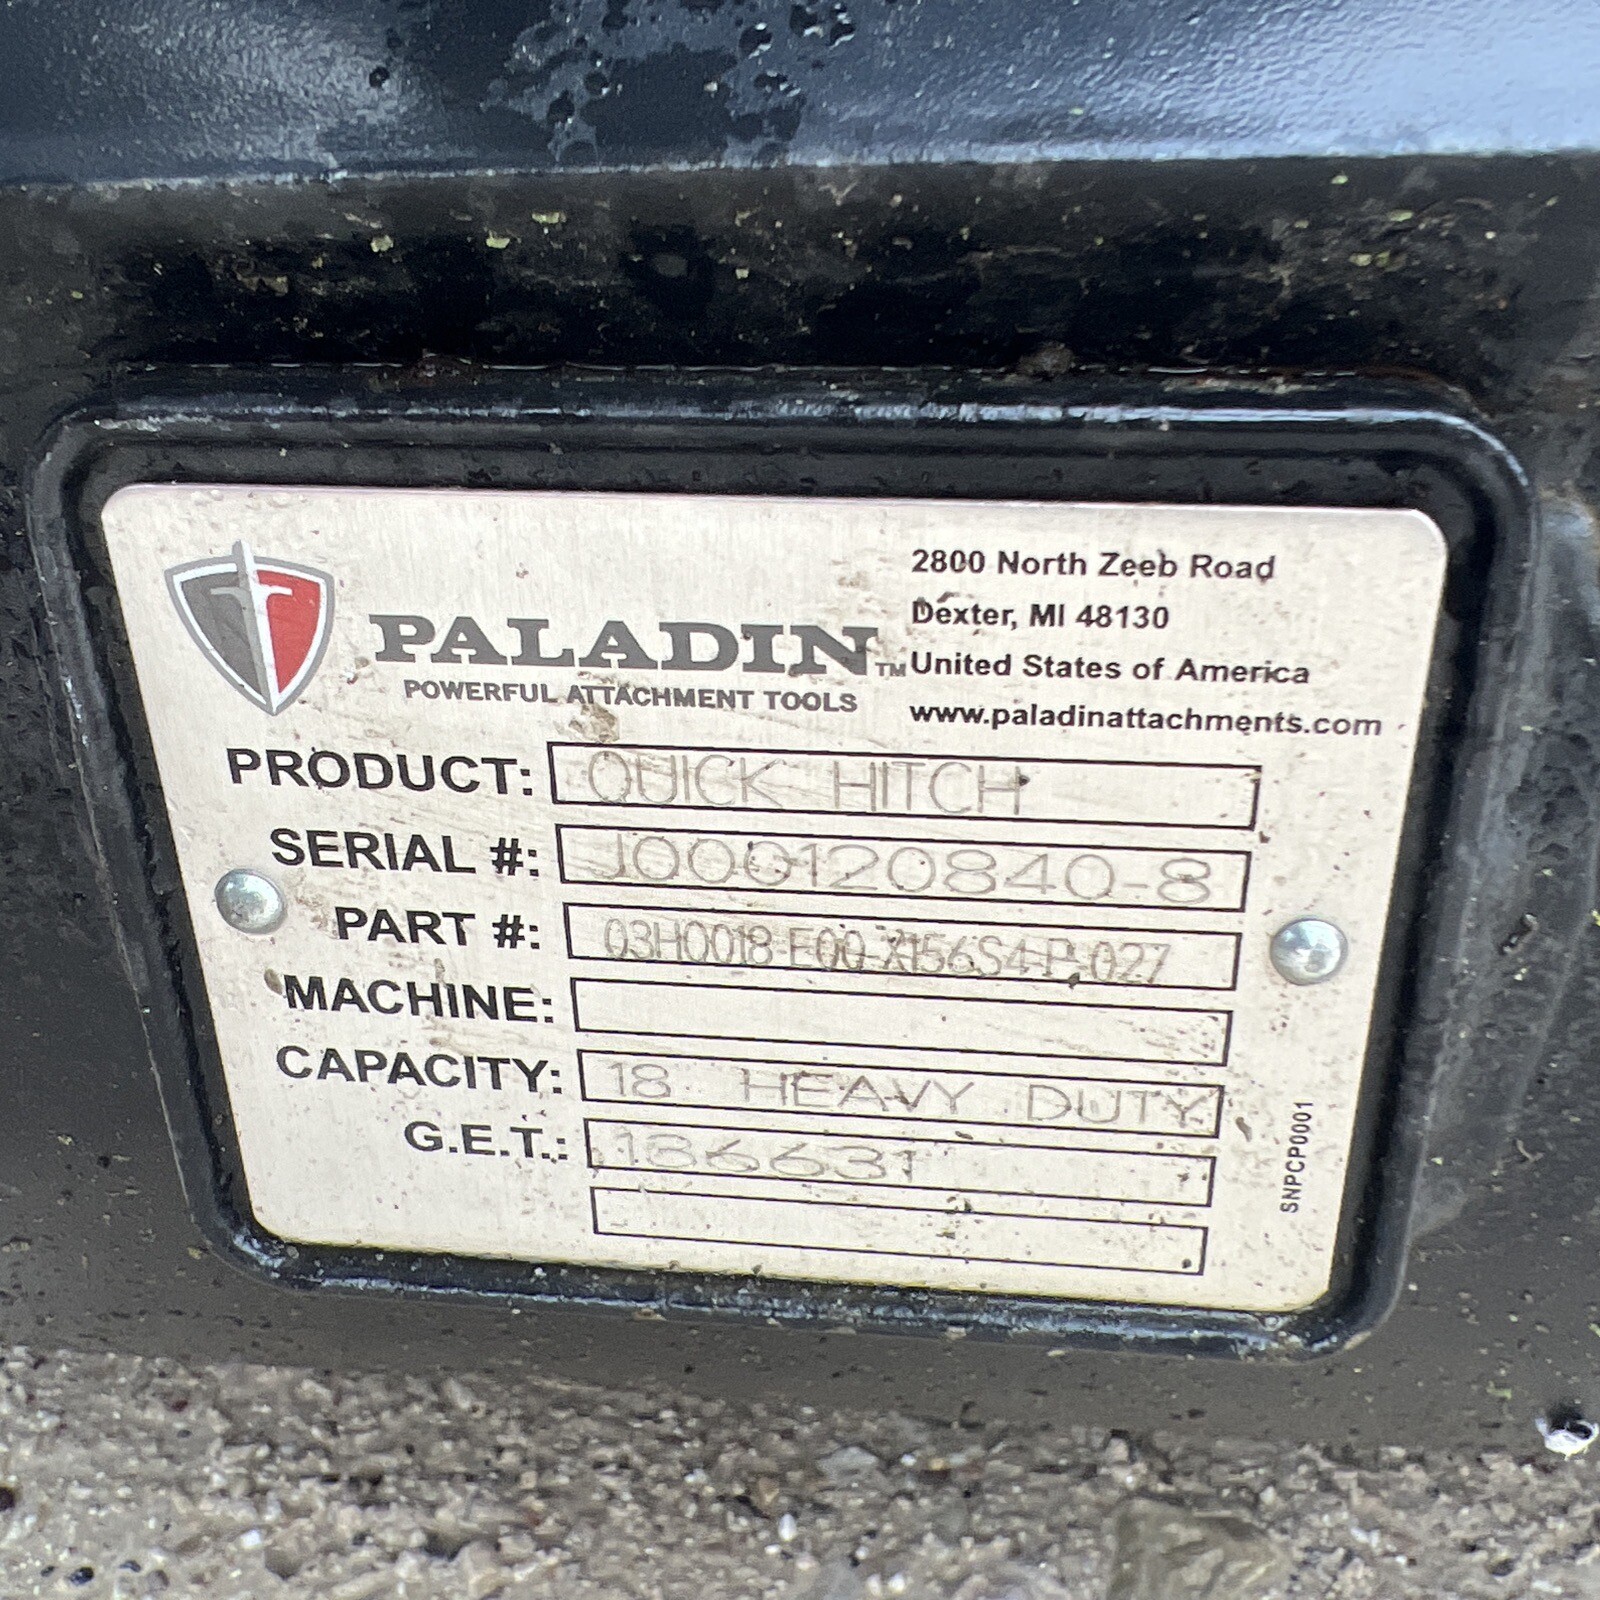 PALADIN™
POWERFUL ATTACHMENT TOOLS
2800 North Zeeb Road
Dexter, MI 48130
United States of America
www.paladinattachments.com
PRODUCT: QUICK HITCH
SERIAL #: J000120840-8
PART #: 03H0018-E00-X156S4-P-027
MACHINE:
CAPACITY: 18 HEAVY DUTY
G.E.T.: 186631
SNPCP0001